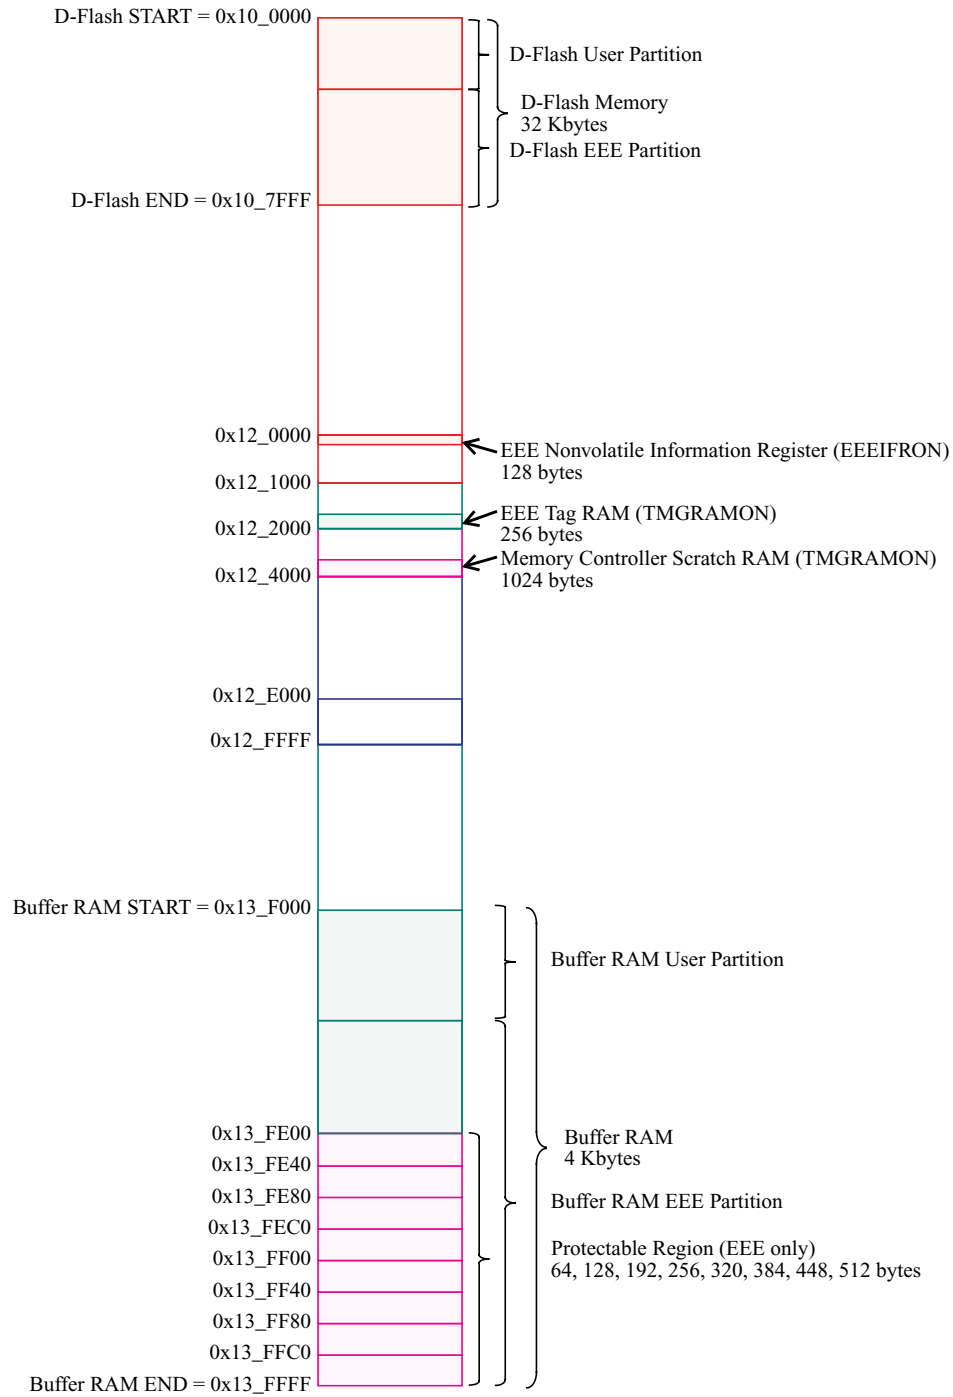 D-Flash START = 0x10_0000
D-Flash User Partition
D-Flash Memory
32 Kbytes
D-Flash EEE Partition
D-Flash END = 0x10_7FFF
0x12_0000
EEE Nonvolatile Information Register (EEEIFRON)
128 bytes
0x12_1000
EEE Tag RAM (TMGRAMON)
256 bytes
0x12_2000
Memory Controller Scratch RAM (TMGRAMON)
1024 bytes
0x12_4000
0x12_E000
0x12_FFFF
Buffer RAM START = 0x13_F000
Buffer RAM User Partition
0x13_FE00
Buffer RAM
4 Kbytes
0x13_FE40
0x13_FE80
Buffer RAM EEE Partition
0x13_FEC0
Protectable Region (EEE only)
64, 128, 192, 256, 320, 384, 448, 512 bytes
0x13_FF00
0x13_FF40
0x13_FF80
0x13_FFC0
Buffer RAM END = 0x13_FFFF